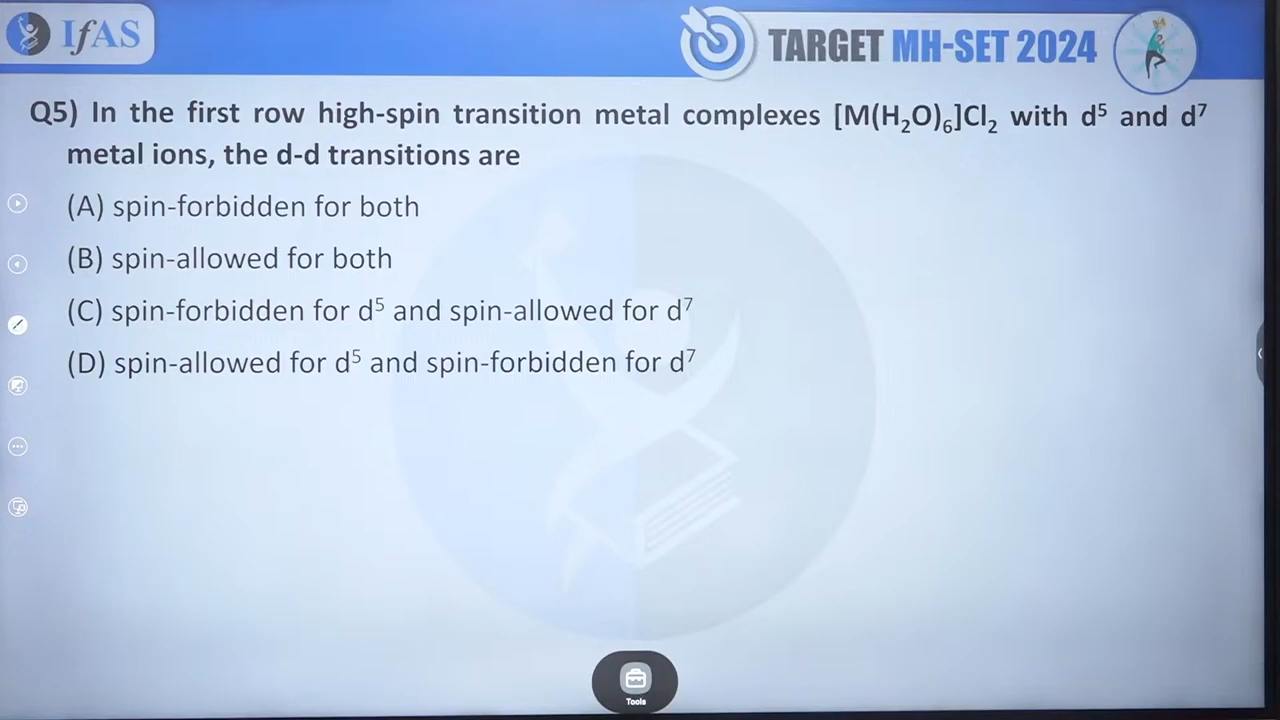 IfAS
TARGET MH-SET 2024
Q5) In the first row high-spin transition metal complexes [M(H₂O)₆]Cl₂ with d⁵ and d⁷
metal ions, the d-d transitions are
(A) spin-forbidden for both
(B) spin-allowed for both
(C) spin-forbidden for d⁵ and spin-allowed for d⁷
(D) spin-allowed for d⁵ and spin-forbidden for d⁷
Tools